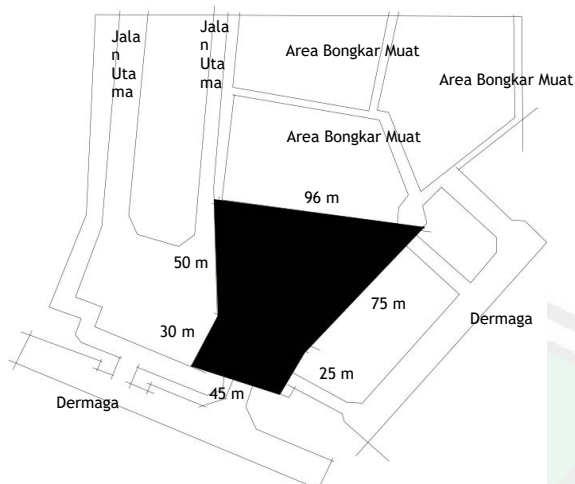 Jala
n
Uta
ma
Jala
n
Uta
ma
Area Bongkar Muat
Area Bongkar Muat
Area Bongkar Muat
96 m
50 m
75 m
30 m
25 m
45 m
Dermaga
Dermaga